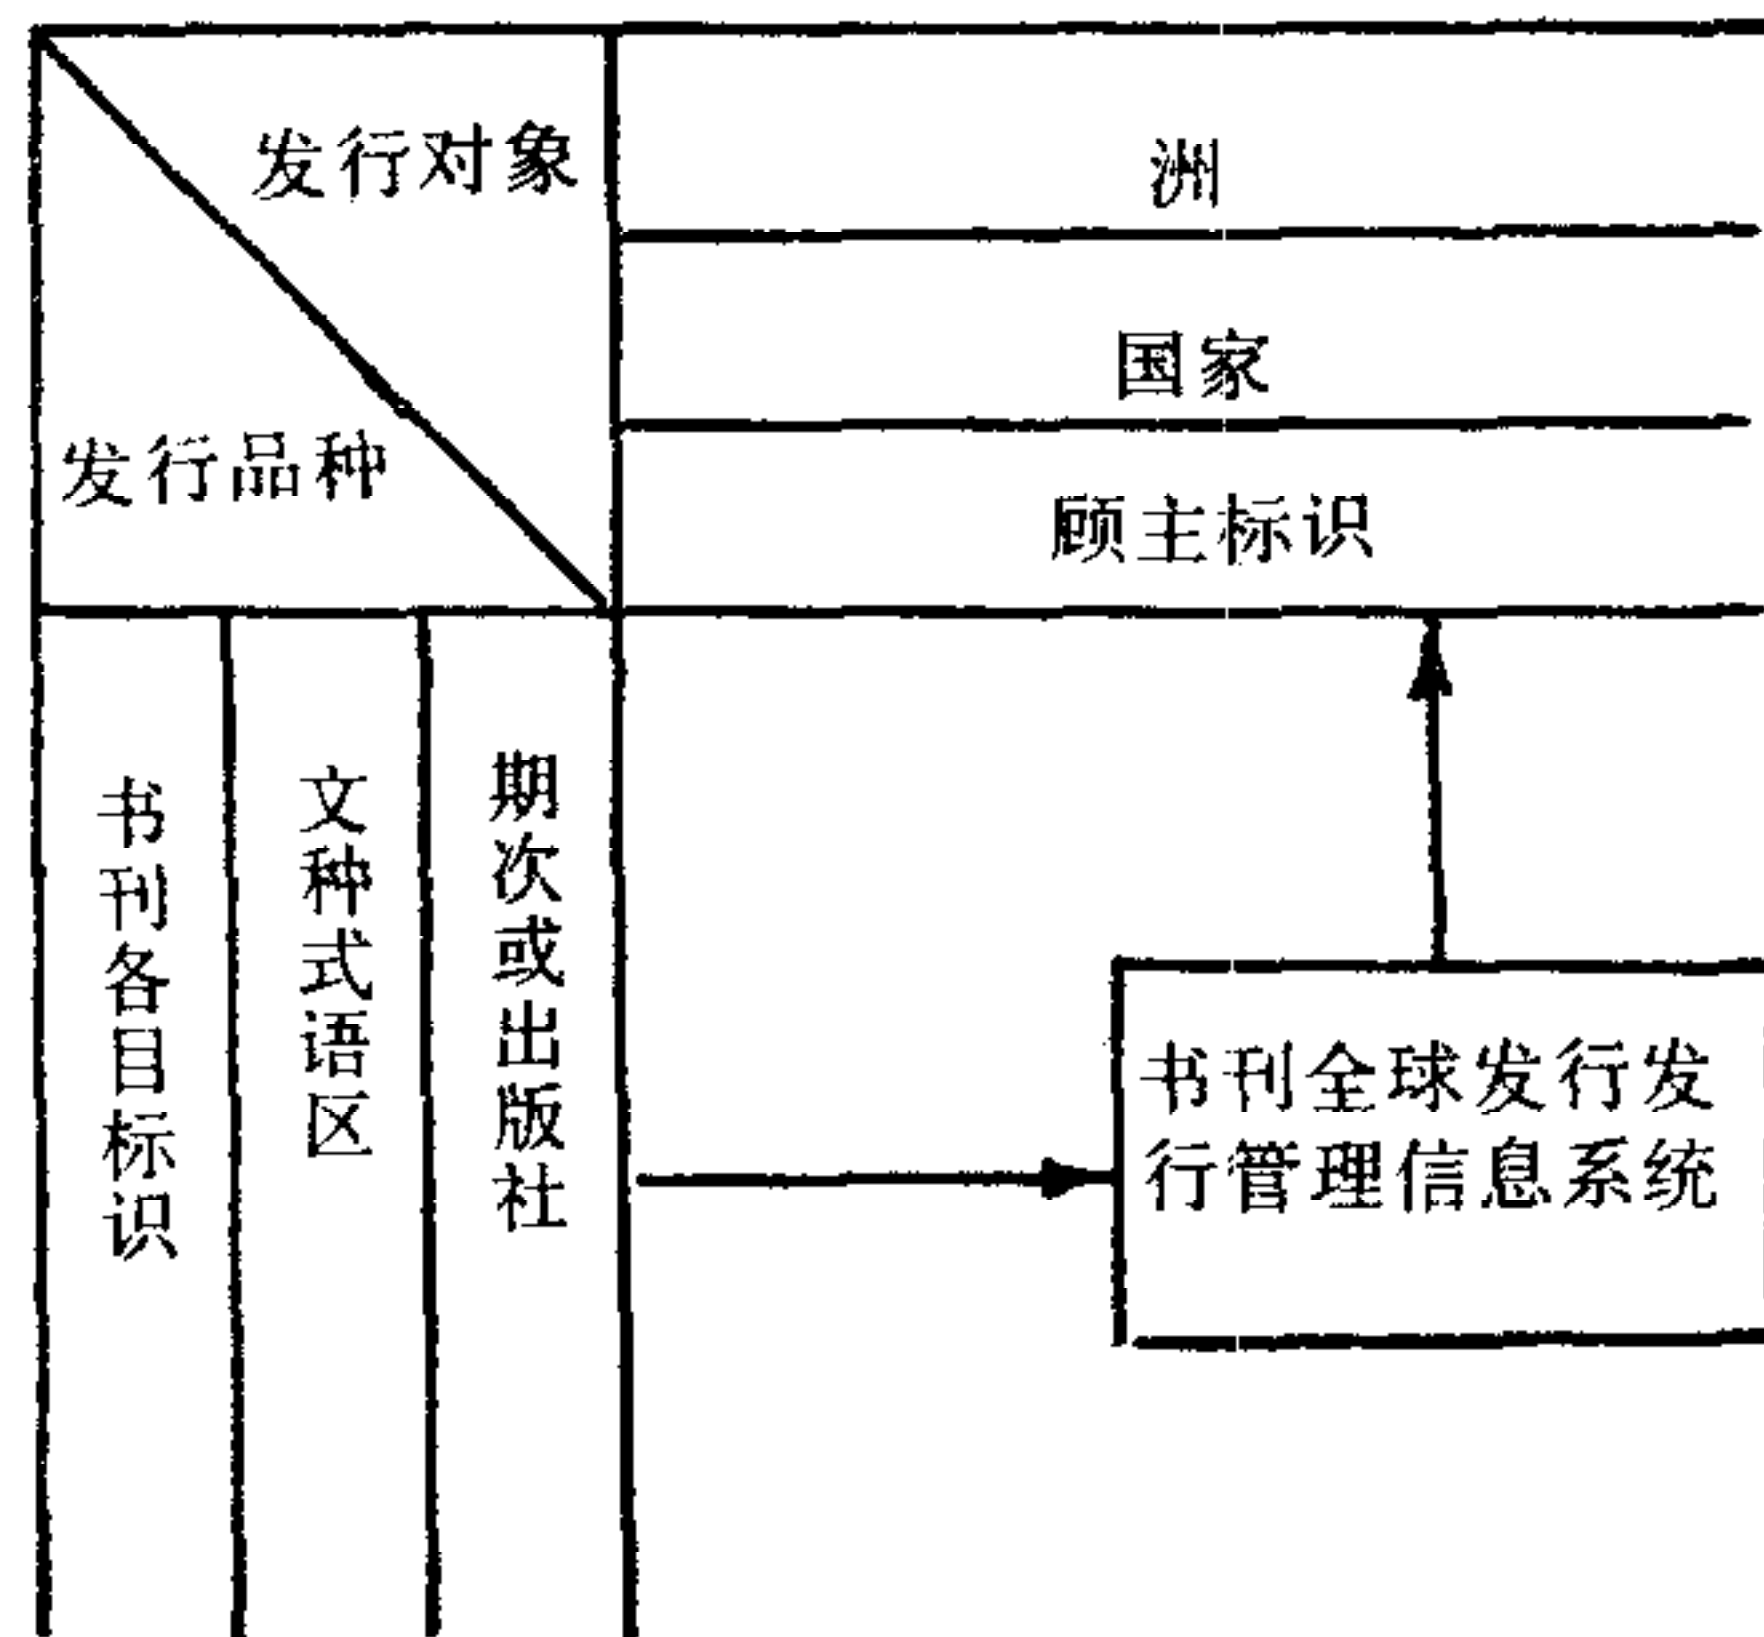 发行对象
洲
国家
发行品种
顾主标识
书刊各目标识
文种式语区
期次或出版社
书刊全球发行发
行管理信息系统